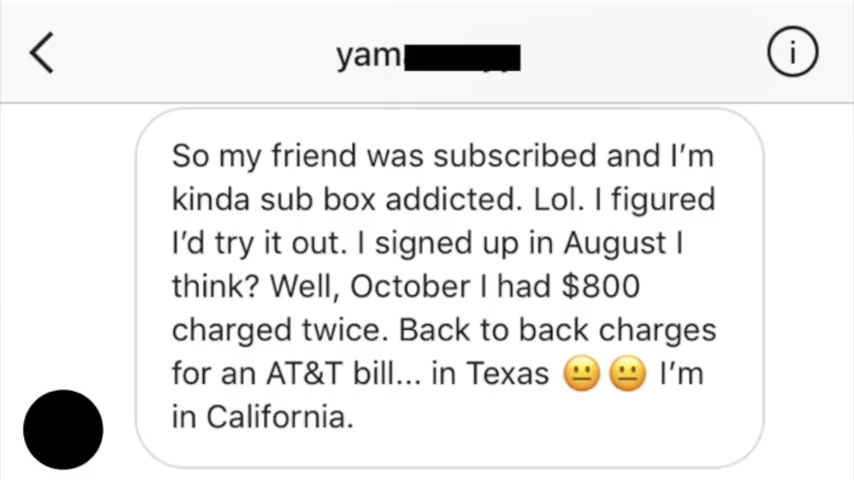 yam
So my friend was subscribed and I'm
kinda sub box addicted. Lol. I figured
I'd try it out. I signed up in August I
think? Well, October I had $800
charged twice. Back to back charges
for an AT&T bill... in Texas 😐 😐 I'm
in California.